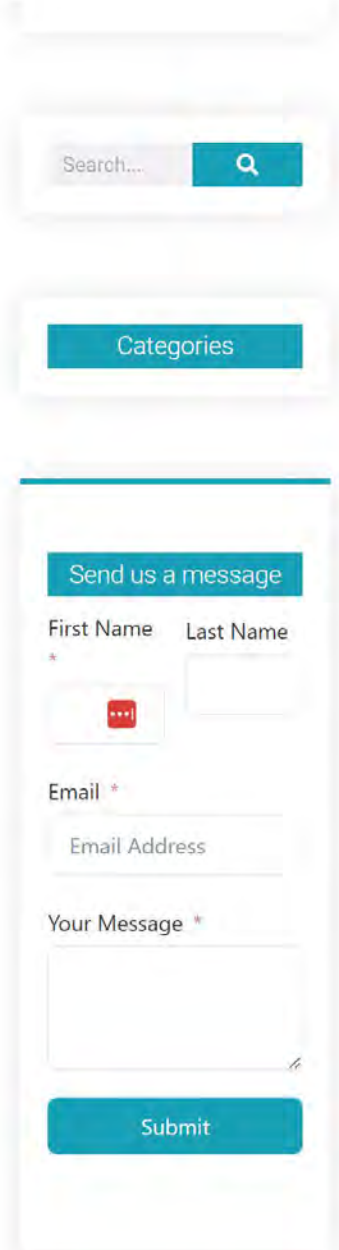 Search...
Categories
Send us a message
First Name Last Name
*
Email *
Email Address
Your Message *
Submit